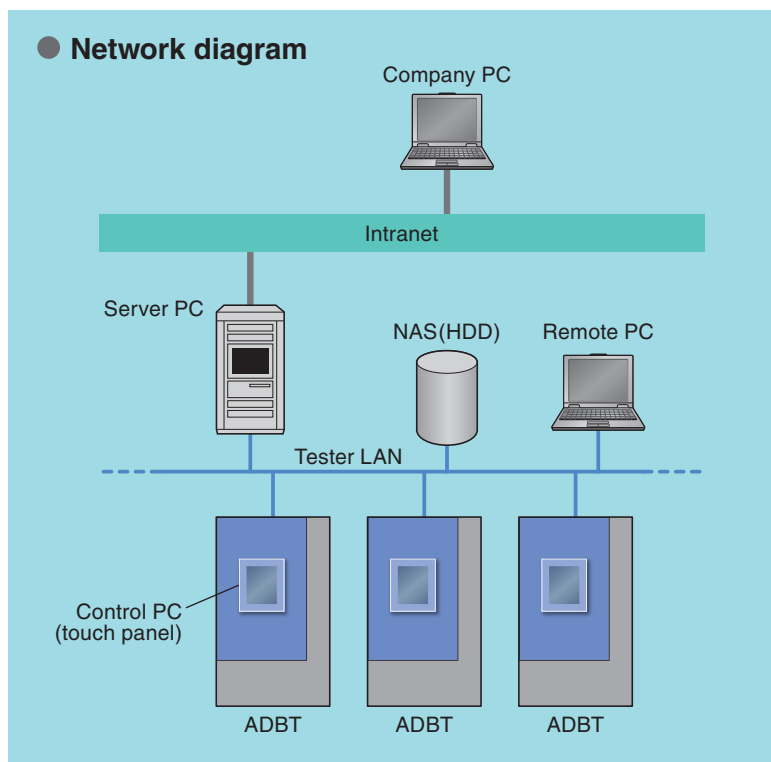 Network diagram
Company PC
Intranet
Server PC
NAS(HDD)
Remote PC
Tester LAN
Control PC
(touch panel)
ADBT
ADBT
ADBT